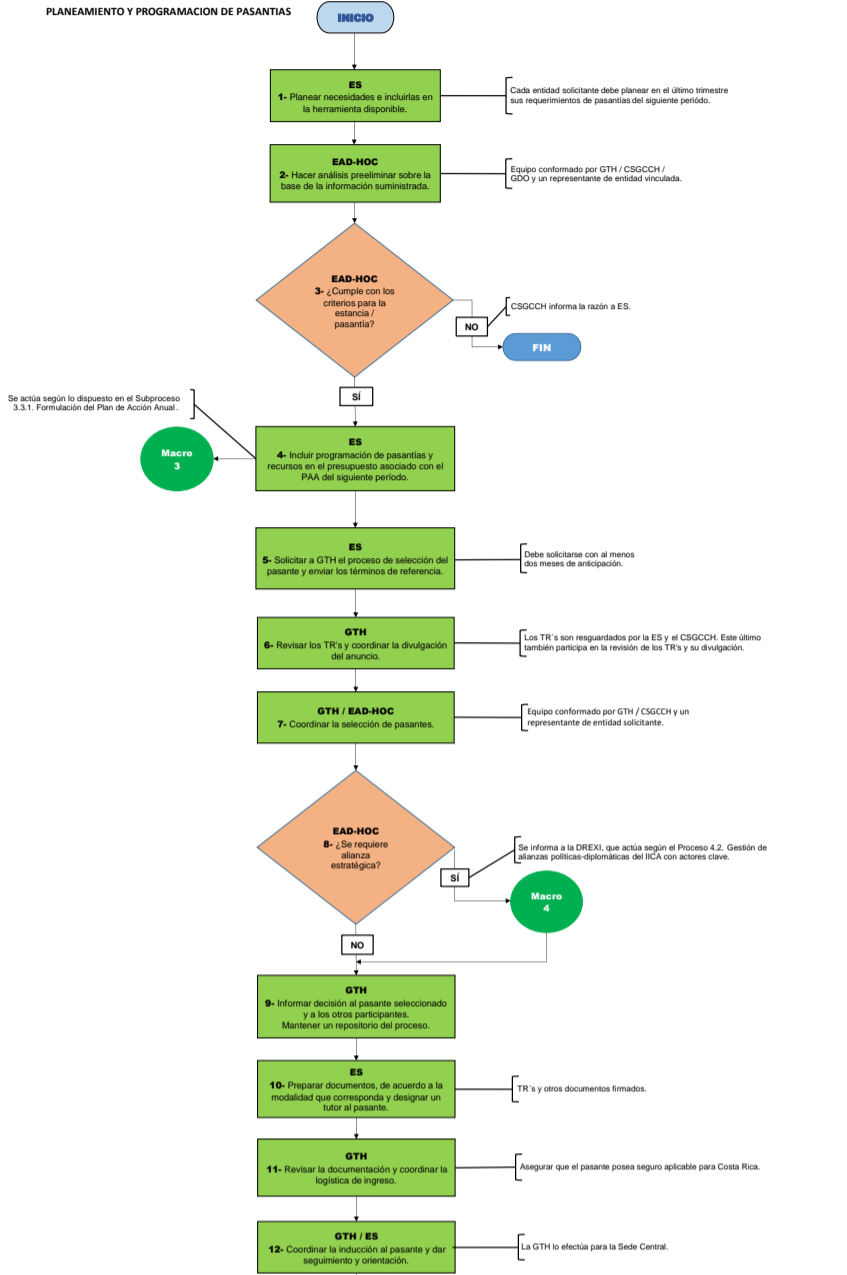 PLANEAMIENTO Y PROGRAMACION DE PASANTIAS
INICIO
ES
1- Planear necesidades e incluirlas en
la herramienta disponible.
Cada entidad solicitante debe planear en el último trimestre
sus requerimientos de pasantías del siguiente período.
EAD-HOC
2- Hacer análisis preeliminar sobre la
base de la información suministrada.
Equipo conformado por GTH / CSGCCH /
GDO y un representante de entidad vinculada.
EAD-HOC
3- ¿Cumple con los
criterios para la
estancia /
pasantía?
CSGCCH informa la razón a ES.
NO
FIN
SÍ
Se actúa según lo dispuesto en el Subproceso
3.3.1. Formulación del Plan de Acción Anual.
Macro
3
ES
4- Incluir programación de pasantías y
recursos en el presupuesto asociado con el
PAA del siguiente período.
ES
5- Solicitar a GTH el proceso de selección del
pasante y enviar los términos de referencia.
Debe solicitarse con al menos
dos meses de anticipación.
GTH
6- Revisar los TR's y coordinar la divulgación
del anuncio.
Los TR´s son resguardados por la ES y el CSGCCH. Este último
también participa en la revisión de los TR's y su divulgación.
GTH / EAD-HOC
7- Coordinar la selección de pasantes.
Equipo conformado por GTH / CSGCCH y un
representante de entidad solicitante.
EAD-HOC
8- ¿Se requiere
alianza
estratégica?
Se informa a la DREXI, que actúa según el Proceso 4.2. Gestión de
alianzas políticas-diplomáticas del IICA con actores clave.
SÍ
Macro
4
NO
GTH
9- Informar decisión al pasante seleccionado
y a los otros participantes.
Mantener un repositorio del proceso.
ES
10- Preparar documentos, de acuerdo a la
modalidad que corresponda y designar un
tutor al pasante.
TR´s y otros documentos firmados.
GTH
11- Revisar la documentación y coordinar la
logística de ingreso.
Asegurar que el pasante posea seguro aplicable para Costa Rica.
GTH / ES
12- Coordinar la inducción al pasante y dar
seguimiento y orientación.
La GTH lo efectúa para la Sede Central.